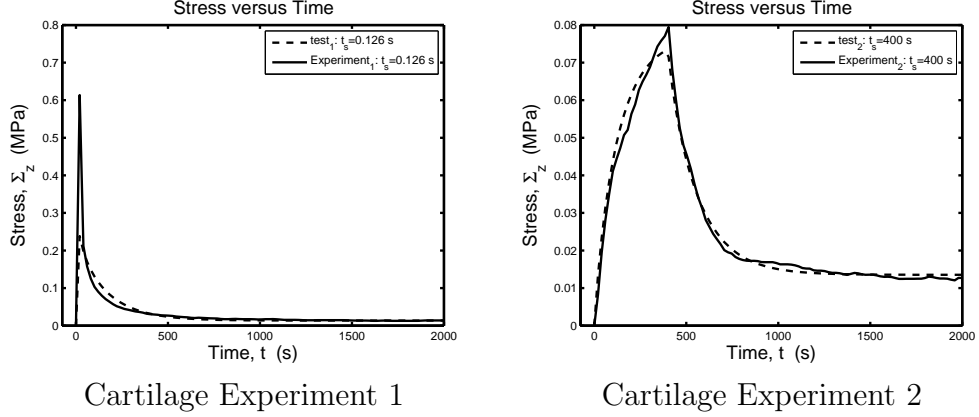 Stress versus Time
0.8
0.7
0.6
0.5
0.4
0.3
0.2
0.1
0
Stress, Σz (MPa)
test1: ts=0.126 s
Experiment1: ts=0.126 s
0 500 1000 1500 2000
Time, t (s)
Cartilage Experiment 1
Stress versus Time
0.08
0.07
0.06
0.05
0.04
0.03
0.02
0.01
0
Stress, Σz (MPa)
test2: ts=400 s
Experiment2: ts=400 s
0 500 1000 1500 2000
Time, t (s)
Cartilage Experiment 2